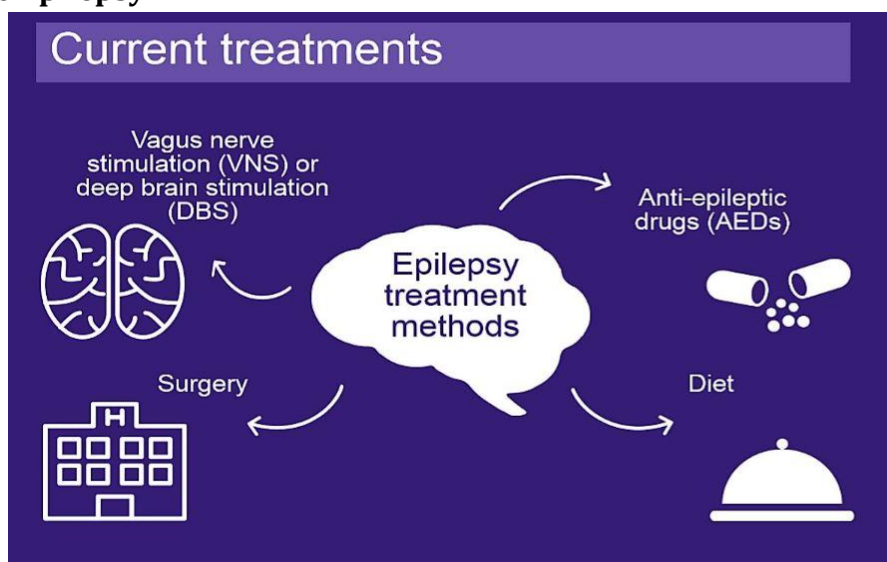 Current treatments
Vagus nerve
stimulation (VNS) or
deep brain stimulation
(DBS)
Anti-epileptic
drugs (AEDs)
Epilepsy
treatment
methods
Surgery
Diet
H